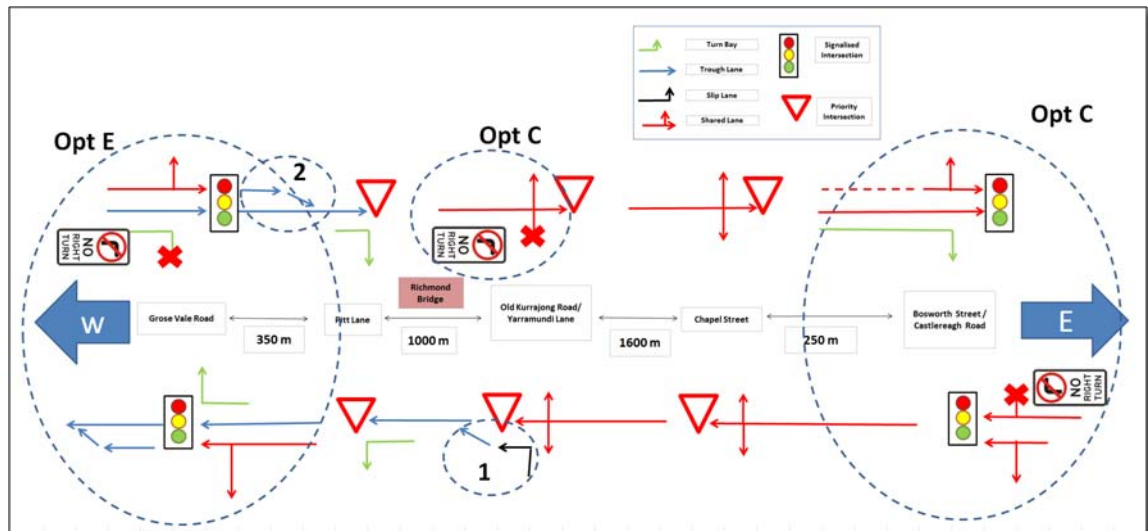 Turn Bay
Signalised
Intersection
Trough Lane
Slip Lane
Priority
Intersection
Shared Lane
Opt E
Opt C
Opt C
2
NO
RIGHT
TURN
NO
RIGHT
TURN
W
Grose Vale Road
350 m
Pitt Lane
Richmond
Bridge
1000 m
Old Kurrajong Road/
Yarramundi Lane
1600 m
Chapel Street
250 m
Bosworth Street /
Castlereagh Road
E
NO
RIGHT
TURN
1